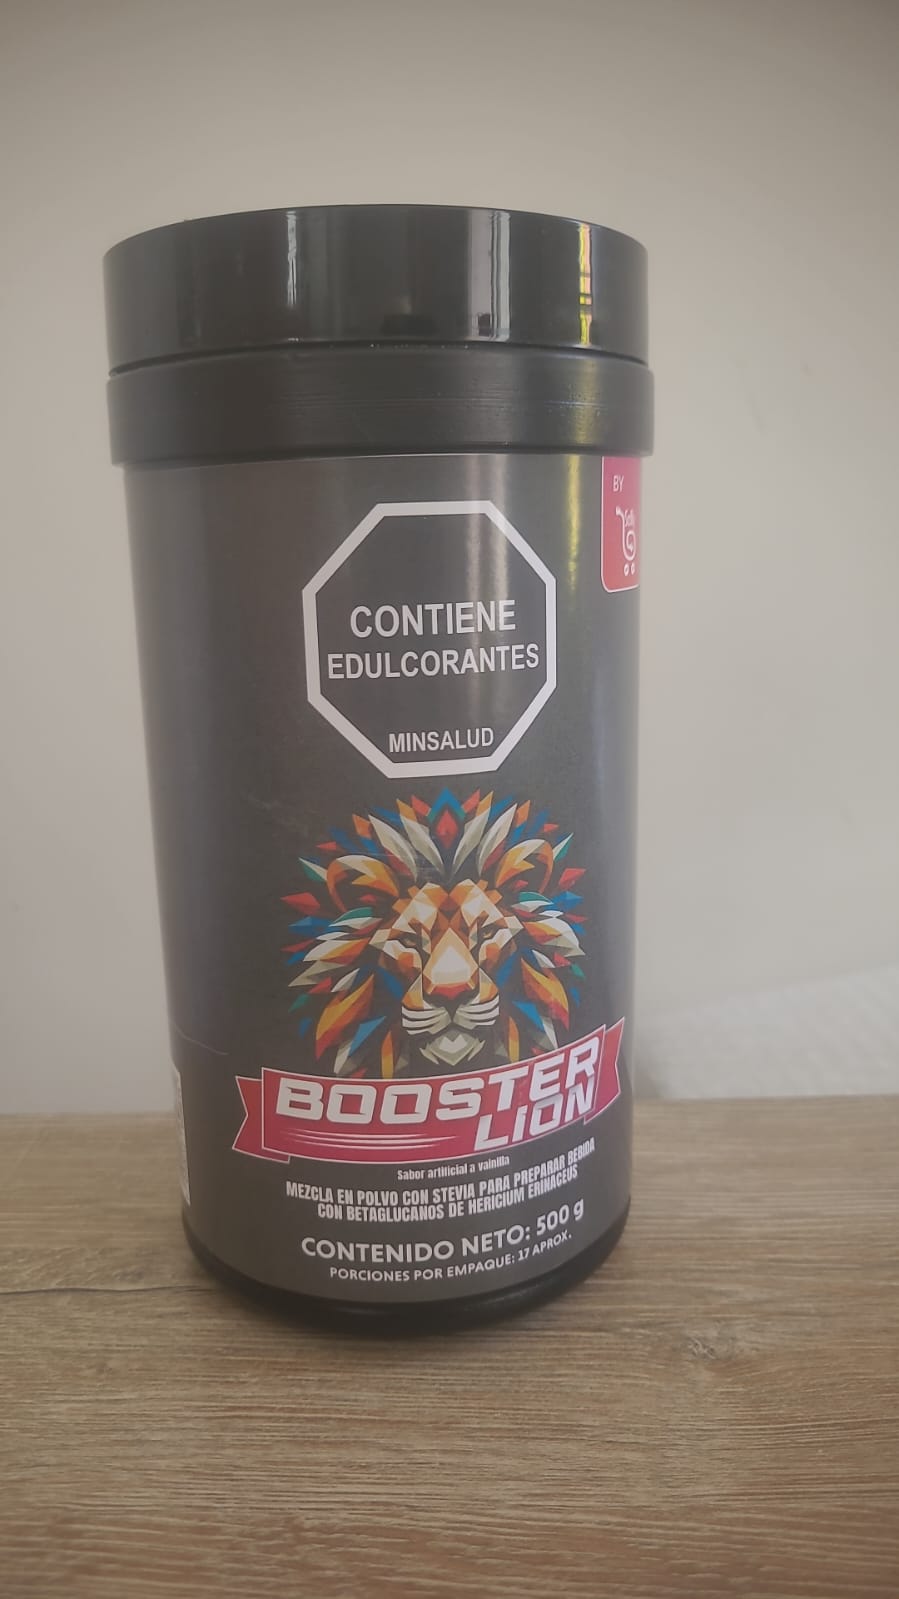 BY
CONTIENE
EDULCORANTES
MINSALUD
BOOSTER
LION
Sabor artificial a vainilla
MEZCLA EN POLVO CON STEVIA PARA PREPARAR BEBIDA
CON BETAGLUCANOS DE HERICIUM ERINACEUS
CONTENIDO NETO: 500 g
PORCIONES POR EMPAQUE: 17 APROX.